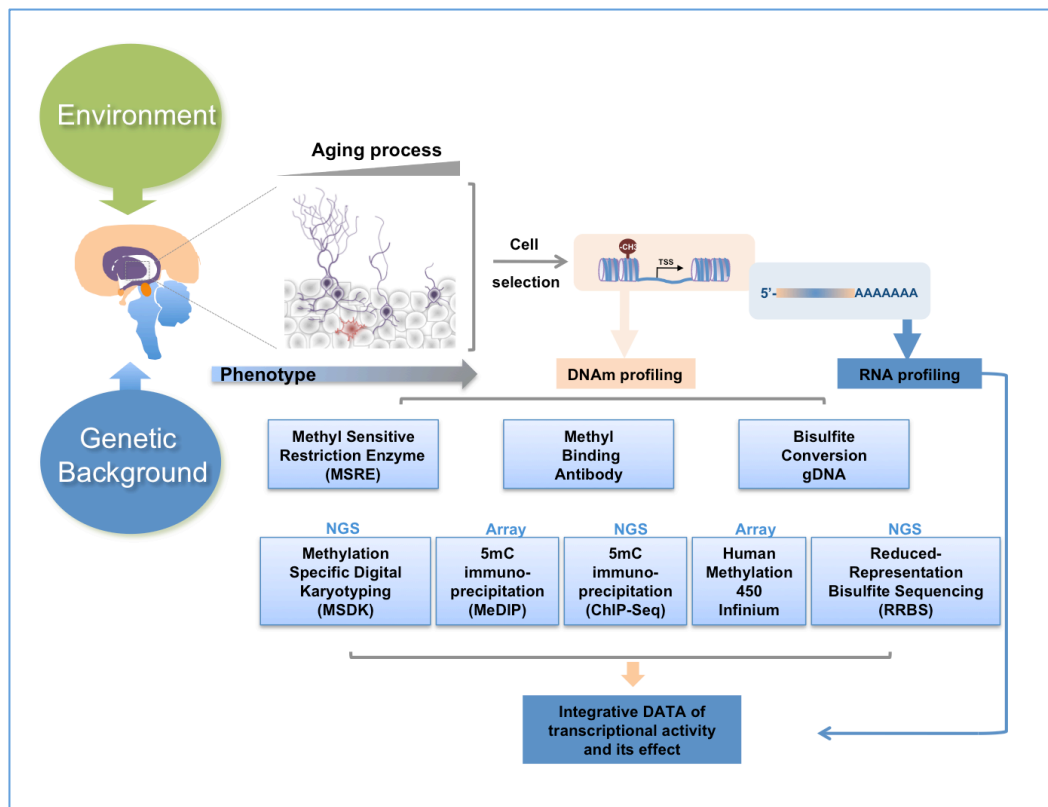 Environment
Aging process
Cell
selection
-CH3
TSS
5'-
AAAAAAA
Phenotype
DNAm profiling
RNA profiling
Genetic
Background
Methyl Sensitive
Restriction Enzyme
(MSRE)
Methyl
Binding
Antibody
Bisulfite
Conversion
gDNA
NGS
Methylation
Specific Digital
Karyotyping
(MSDK)
Array
5mC
immuno-
precipitation
(MeDIP)
NGS
5mC
immuno-
precipitation
(ChIP-Seq)
Array
Human
Methylation
450
Infinium
NGS
Reduced-
Representation
Bisulfite Sequencing
(RRBS)
Integrative DATA of
transcriptional activity
and its effect